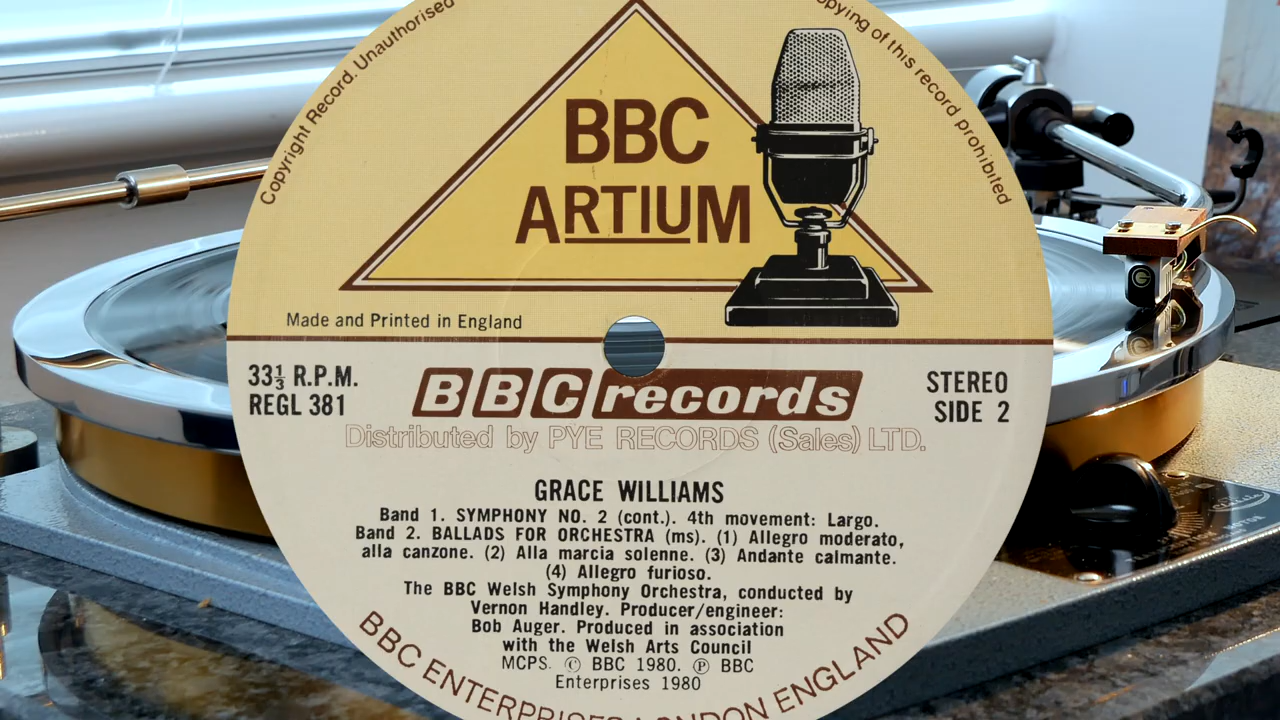 Copyright Record. Unauthorised
opying of this record prohibited
BBC
ARTIUM
Made and Printed in England
33⅓ R.P.M.
REGL 381
BBC records
STEREO
SIDE 2
Distributed by PYE RECORDS (Sales) LTD.
GRACE WILLIAMS
Band 1. SYMPHONY NO. 2 (cont.). 4th movement: Largo.
Band 2. BALLADS FOR ORCHESTRA (ms). (1) Allegro moderato,
alla canzone. (2) Alla marcia solenne. (3) Andante calmante.
(4) Allegro furioso.
The BBC Welsh Symphony Orchestra, conducted by
Vernon Handley. Producer/engineer:
Bob Auger. Produced in association
with the Welsh Arts Council
MCPS. © BBC 1980. ℗ BBC
Enterprises 1980
BBC ENTERPRISES LONDON ENGLAND